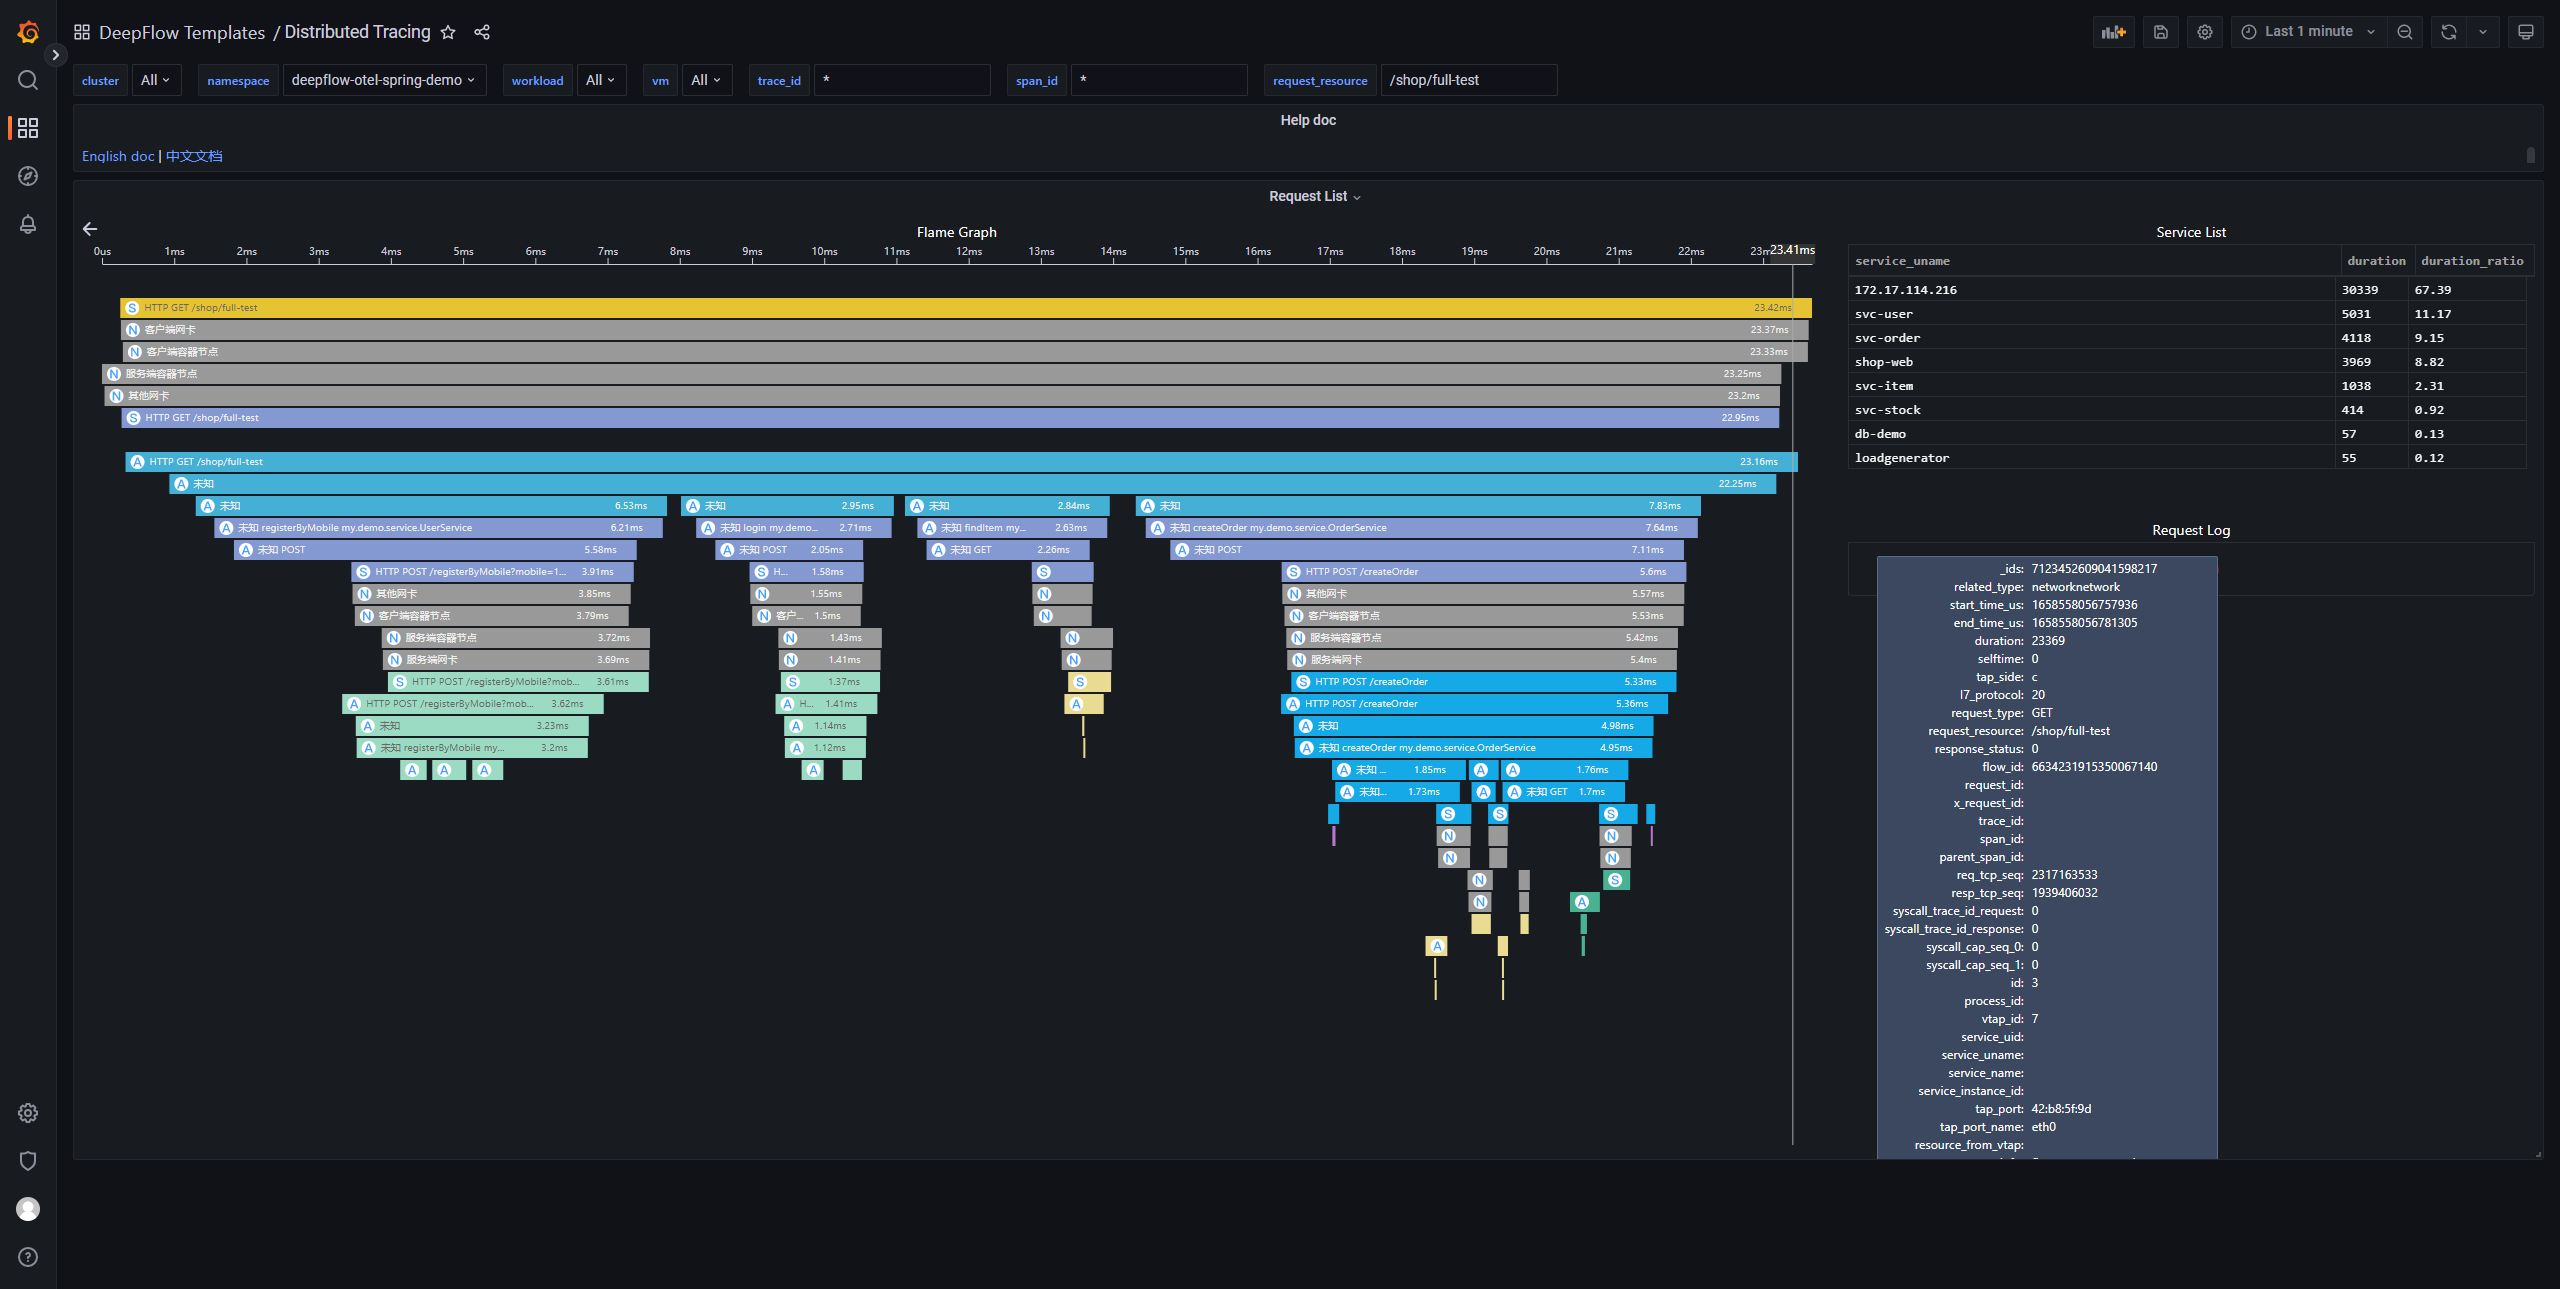 DeepFlow Templates / Distributed Tracing
Last 1 minute
cluster All namespace deepflow-otel-spring-demo workload All vm All trace_id * span_id * request_resource /shop/full-test
Help doc
English doc | 中文文档
Request List
Flame Graph
0us 1ms 2ms 3ms 4ms 5ms 6ms 7ms 8ms 9ms 10ms 11ms 12ms 13ms 14ms 15ms 16ms 17ms 18ms 19ms 20ms 21ms 22ms 23m 23.41ms
S HTTP GET /shop/full-test 23.42ms
N 客户端网卡 23.37ms
N 客户端容器节点 23.33ms
N 服务端容器节点 23.25ms
N 其他网卡 23.2ms
S HTTP GET /shop/full-test 22.95ms
A HTTP GET /shop/full-test 23.16ms
A 未知 22.25ms
A 未知 6.53ms A 未知 2.95ms A 未知 2.84ms A 未知 7.83ms
A 未知 registerByMobile my.demo.service.UserService 6.21ms A 未知 login my.demo... 2.71ms A 未知 findItem my... 2.63ms A 未知 createOrder my.demo.service.OrderService 7.64ms
A 未知 POST 5.58ms A 未知 POST 2.05ms A 未知 GET 2.26ms A 未知 POST 7.11ms
S HTTP POST /registerByMobile?mobile=1... 3.91ms S H... 1.58ms S S HTTP POST /createOrder 5.6ms
N 其他网卡 3.85ms N 1.55ms N N 其他网卡 5.57ms
N 客户端容器节点 3.79ms N 客户... 1.5ms N N 客户端容器节点 5.53ms
N 服务端容器节点 3.72ms N 1.43ms N N 服务端容器节点 5.42ms
N 服务端网卡 3.69ms N 1.41ms N N 服务端网卡 5.4ms
S HTTP POST /registerByMobile?mob... 3.61ms S 1.37ms S S HTTP POST /createOrder 5.33ms
A HTTP POST /registerByMobile?mob... 3.62ms A H... 1.41ms A A HTTP POST /createOrder 5.36ms
A 未知 3.23ms A 1.14ms A 未知 4.98ms
A 未知 registerByMobile my... 3.2ms A 1.12ms A 未知 createOrder my.demo.service.OrderService 4.95ms
A A A A A 未知 ... 1.85ms A A 1.76ms
A 未知... 1.73ms A A 未知 GET 1.7ms
S S S
N N
N N
N S
N A
A
Service List
service_uname duration duration_ratio
172.17.114.216 30339 67.39
svc-user 5031 11.17
svc-order 4118 9.15
shop-web 3969 8.82
svc-item 1038 2.31
svc-stock 414 0.92
db-demo 57 0.13
loadgenerator 55 0.12
Request Log
_ids: 7123452609041598217
related_type: networknetwork
start_time_us: 1658558056757936
end_time_us: 1658558056781305
duration: 23369
selftime: 0
tap_side: c
l7_protocol: 20
request_type: GET
request_resource: /shop/full-test
response_status: 0
flow_id: 6634231915350067140
request_id:
x_request_id:
trace_id:
span_id:
parent_span_id:
req_tcp_seq: 2317163533
resp_tcp_seq: 1939406032
syscall_trace_id_request: 0
syscall_trace_id_response: 0
syscall_cap_seq_0: 0
syscall_cap_seq_1: 0
id: 3
process_id:
vtap_id: 7
service_uid:
service_uname:
service_name:
service_instance_id:
tap_port: 42:b8:5f:9d
tap_port_name: eth0
resource_from_vtap: